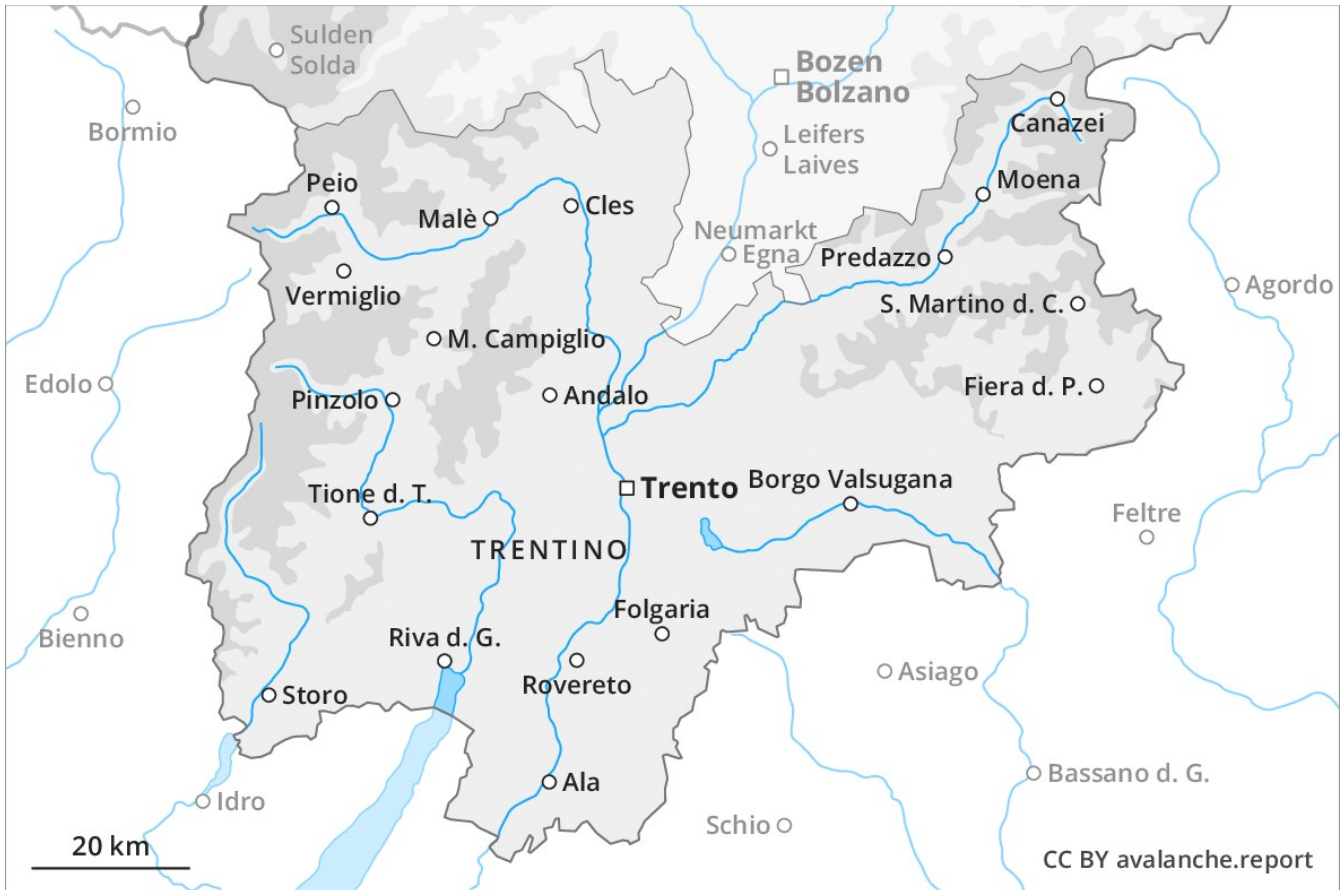 Sulden
Solda
Bozen
Bolzano
Bormio
Canazei
Leifers
Laives
Peio
Moena
Malè
Cles
Neumarkt
Egna
Predazzo
Vermiglio
S. Martino d. C.
Agordo
M. Campiglio
Edolo
Pinzolo
Andalo
Fiera d. P.
Tione d. T.
Trento
Borgo Valsugana
Feltre
TRENTINO
Folgaria
Bienno
Riva d. G.
Asiago
Rovereto
Storo
Bassano d. G.
Ala
Idro
Schio
20 km
CC BY avalanche.report